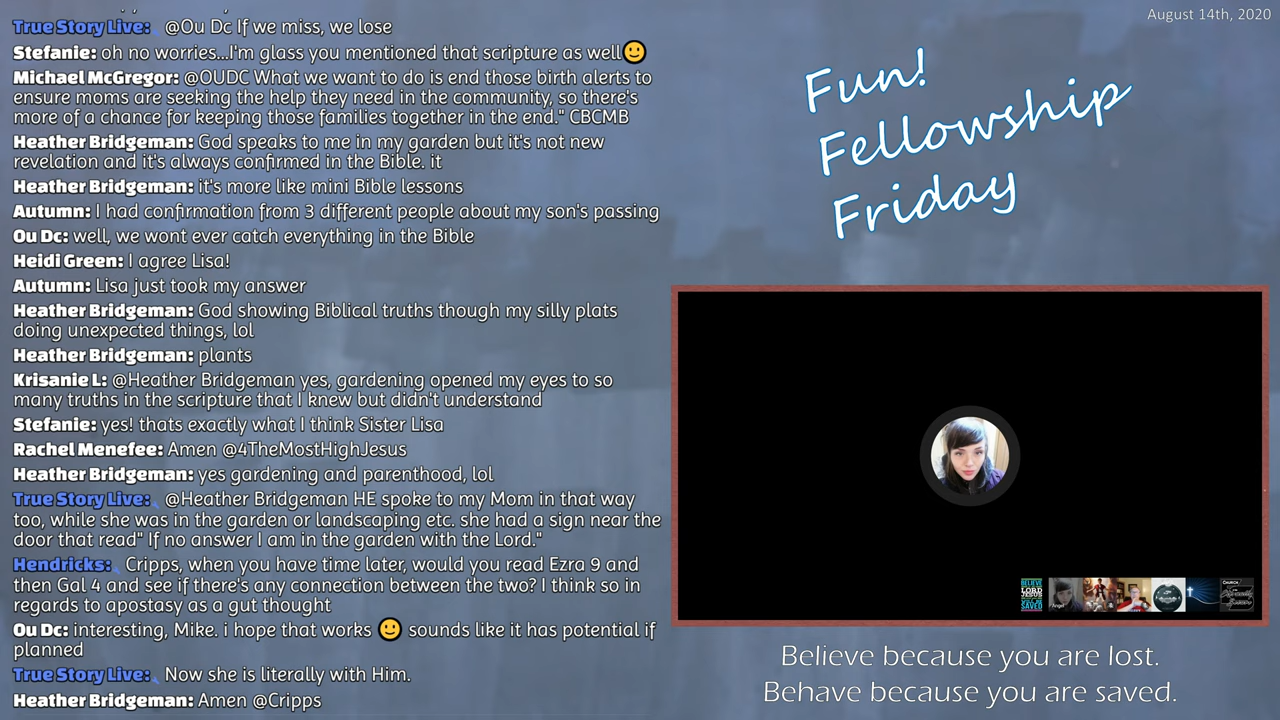 August 14th, 2020
True Story Live: @Ou Dc If we miss, we lose
Stefanie: oh no worries...I'm glass you mentioned that scripture as well🙂
Michael McGregor: @OUDC What we want to do is end those birth alerts to
ensure moms are seeking the help they need in the community, so there's
more of a chance for keeping those families together in the end." CBCMB
Heather Bridgeman: God speaks to me in my garden but it's not new
revelation and it's always confirmed in the Bible. it
Heather Bridgeman: it's more like mini Bible lessons
Autumn: I had confirmation from 3 different people about my son's passing
Ou Dc: well, we wont ever catch everything in the Bible
Heidi Green: I agree Lisa!
Autumn: Lisa just took my answer
Heather Bridgeman: God showing Biblical truths though my silly plats
doing unexpected things, lol
Heather Bridgeman: plants
Krisanie L: @Heather Bridgeman yes, gardening opened my eyes to so
many truths in the scripture that I knew but didn't understand
Stefanie: yes! thats exactly what I think Sister Lisa
Rachel Menefee: Amen @4TheMostHighJesus
Heather Bridgeman: yes gardening and parenthood, lol
True Story Live: @Heather Bridgeman HE spoke to my Mom in that way
too, while she was in the garden or landscaping etc. she had a sign near the
door that read" If no answer I am in the garden with the Lord."
Hendricks: Cripps, when you have time later, would you read Ezra 9 and
then Gal 4 and see if there's any connection between the two? I think so in
regards to apostasy as a gut thought
Ou Dc: interesting, Mike. i hope that works 🙂 sounds like it has potential if
planned
True Story Live: Now she is literally with Him.
Heather Bridgeman: Amen @Cripps
Fun!
Fellowship
Friday
BELIEVE
LORD
JESUS
SAVED
Angel
CHURCH
Believe because you are lost.
Behave because you are saved.